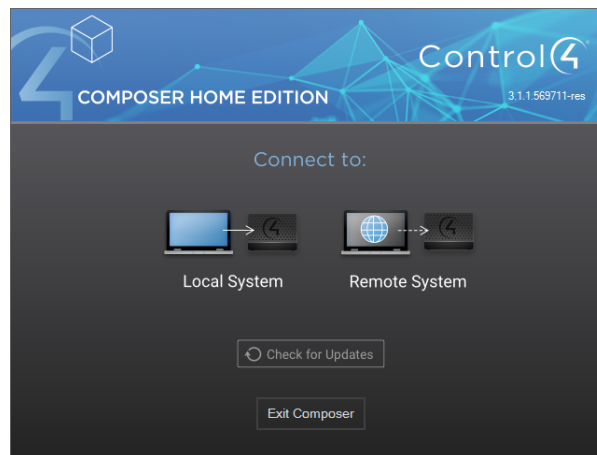 Control4
COMPOSER HOME EDITION
3.1.1.569711-res
Connect to:
Local System
Remote System
Check for Updates
Exit Composer